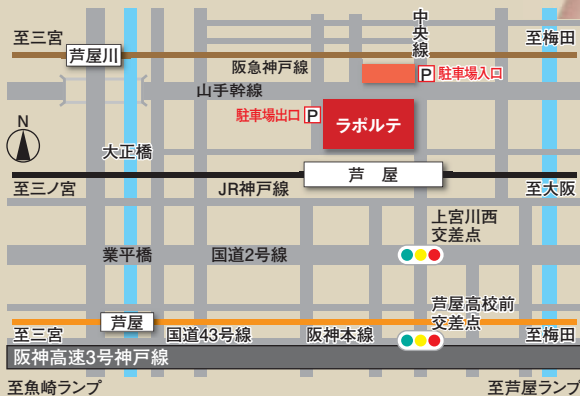 中央線
至三宮
至梅田
芦屋川
阪急神戸線
P 駐車場入口
山手幹線
駐車場出口 P
ラポルテ
N
大正橋
芦 屋
至三ノ宮
JR神戸線
至大阪
上宮川西
交差点
業平橋
国道2号線
芦屋高校前
交差点
芦屋
至三宮
国道43号線
阪神本線
至梅田
阪神高速3号神戸線
至魚崎ランプ
至芦屋ランプ